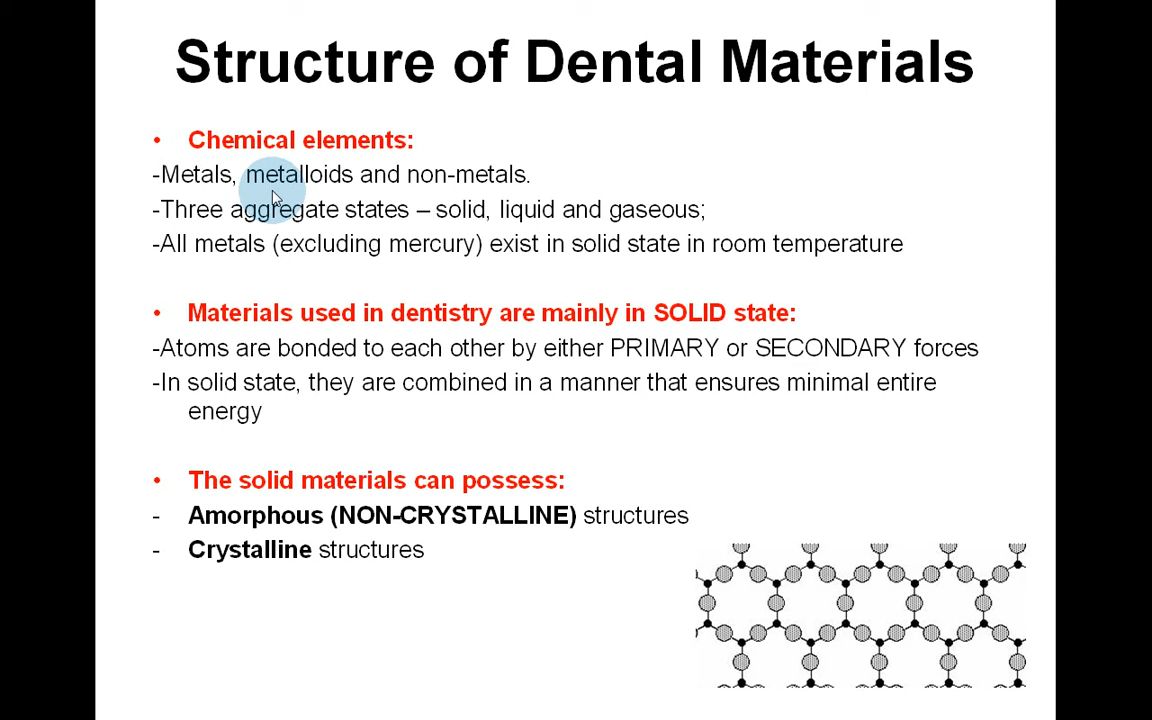 Structure of Dental Materials
• Chemical elements:
-Metals, metalloids and non-metals.
-Three aggregate states – solid, liquid and gaseous;
-All metals (excluding mercury) exist in solid state in room temperature
• Materials used in dentistry are mainly in SOLID state:
-Atoms are bonded to each other by either PRIMARY or SECONDARY forces
-In solid state, they are combined in a manner that ensures minimal entire
energy
• The solid materials can possess:
- Amorphous (NON-CRYSTALLINE) structures
- Crystalline structures